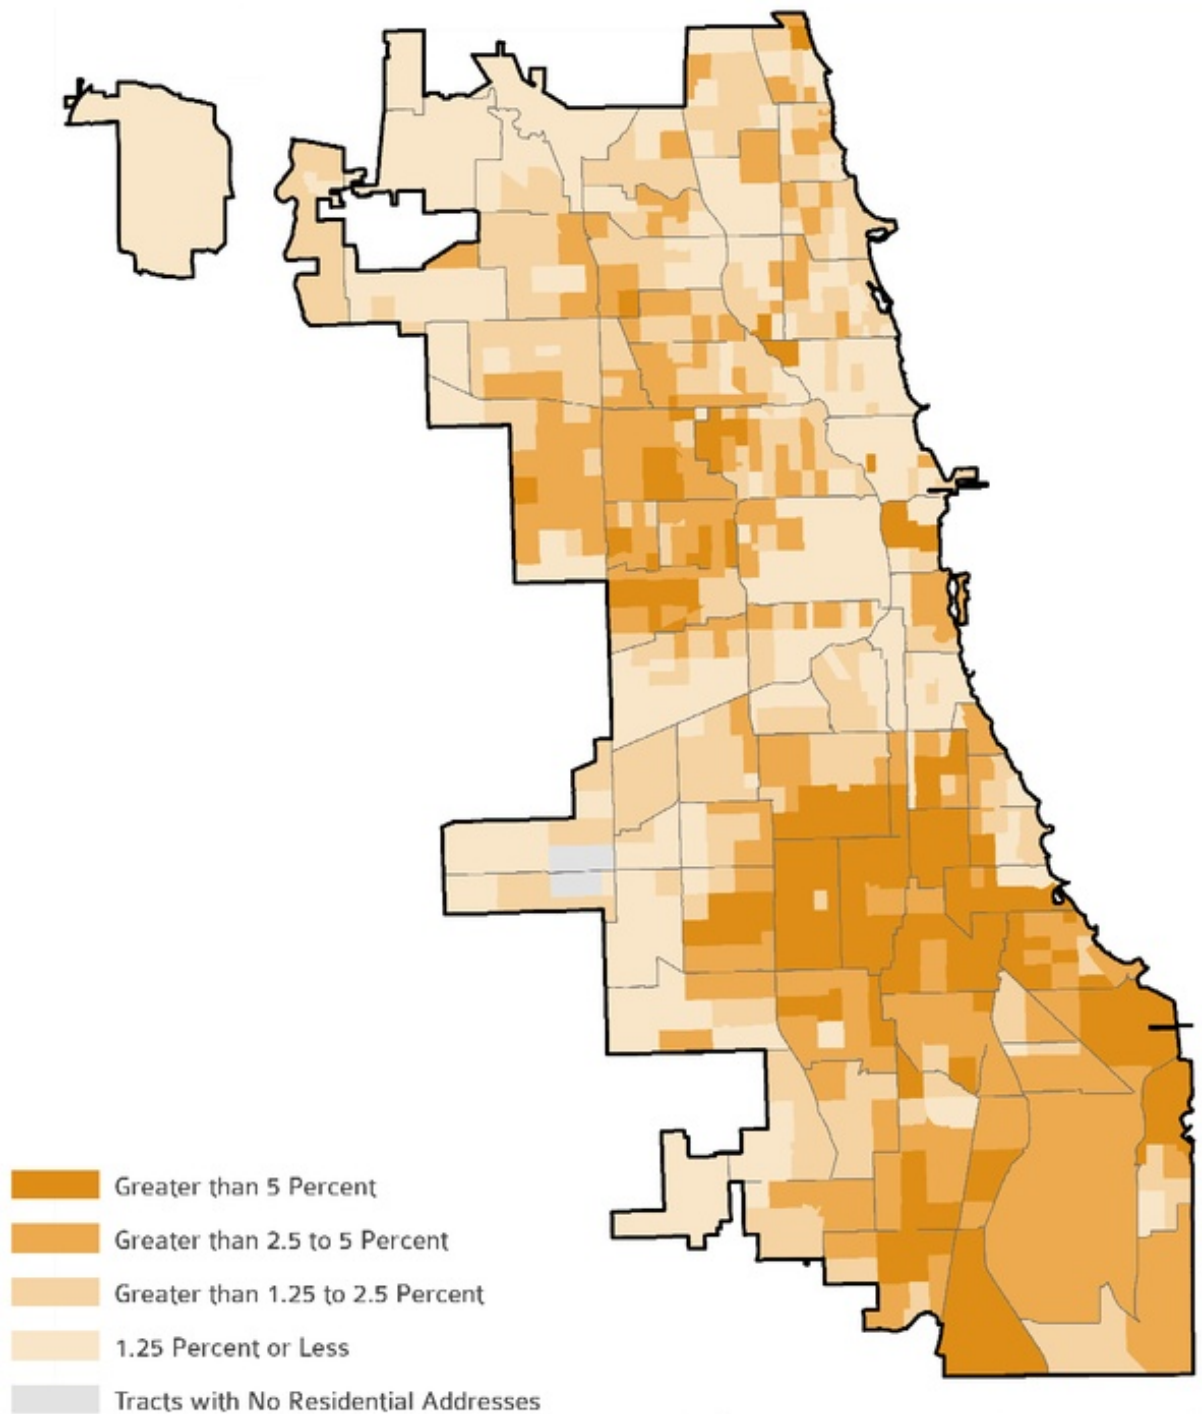 Greater than 5 Percent
Greater than 2.5 to 5 Percent
Greater than 1.25 to 2.5 Percent
1.25 Percent or Less
Tracts with No Residential Addresses